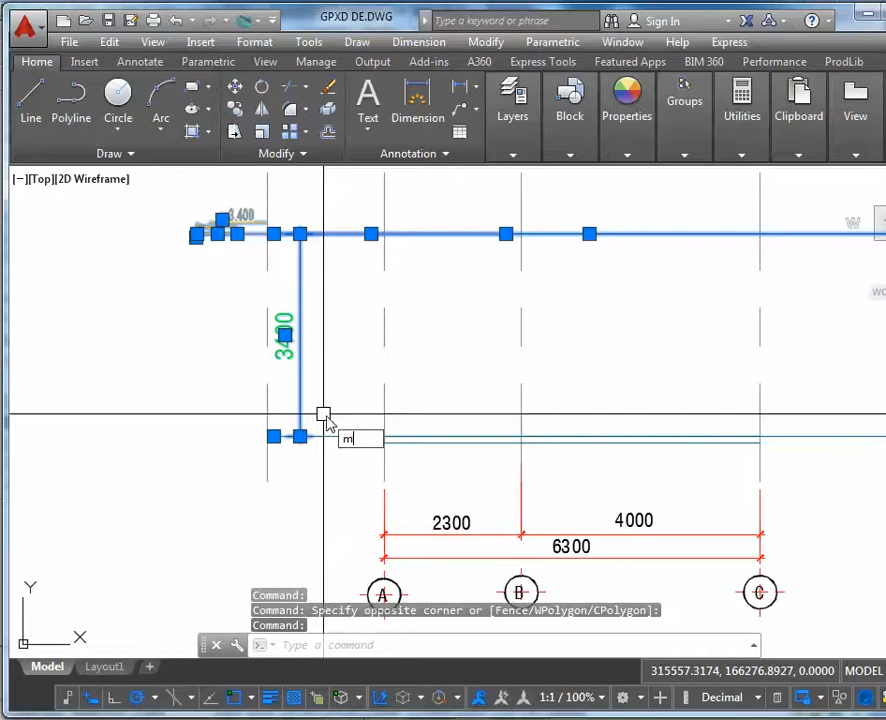 GPXD DE.DWG
Type a keyword or phrase
Sign In
File Edit View Insert Format Tools Draw Dimension Modify Parametric Window Help Express
Home Insert Annotate Parametric View Manage Output Add-ins A360 Express Tools Featured Apps BIM 360 Performance ProdLib
Line Polyline Circle Arc Text Dimension Layers Block Properties Groups Utilities Clipboard View
Draw Modify Annotation
[−][Top][2D Wireframe]
3.400
W
3400
m
2300 4000
6300
A B C
Command:
Command: Specify opposite corner or [Fence/WPolygon/CPolygon]:
Command:
Type a command
Y
X
Model Layout1 +
315557.3174, 166276.8927, 0.0000 MODEL
1:1 / 100% Decimal